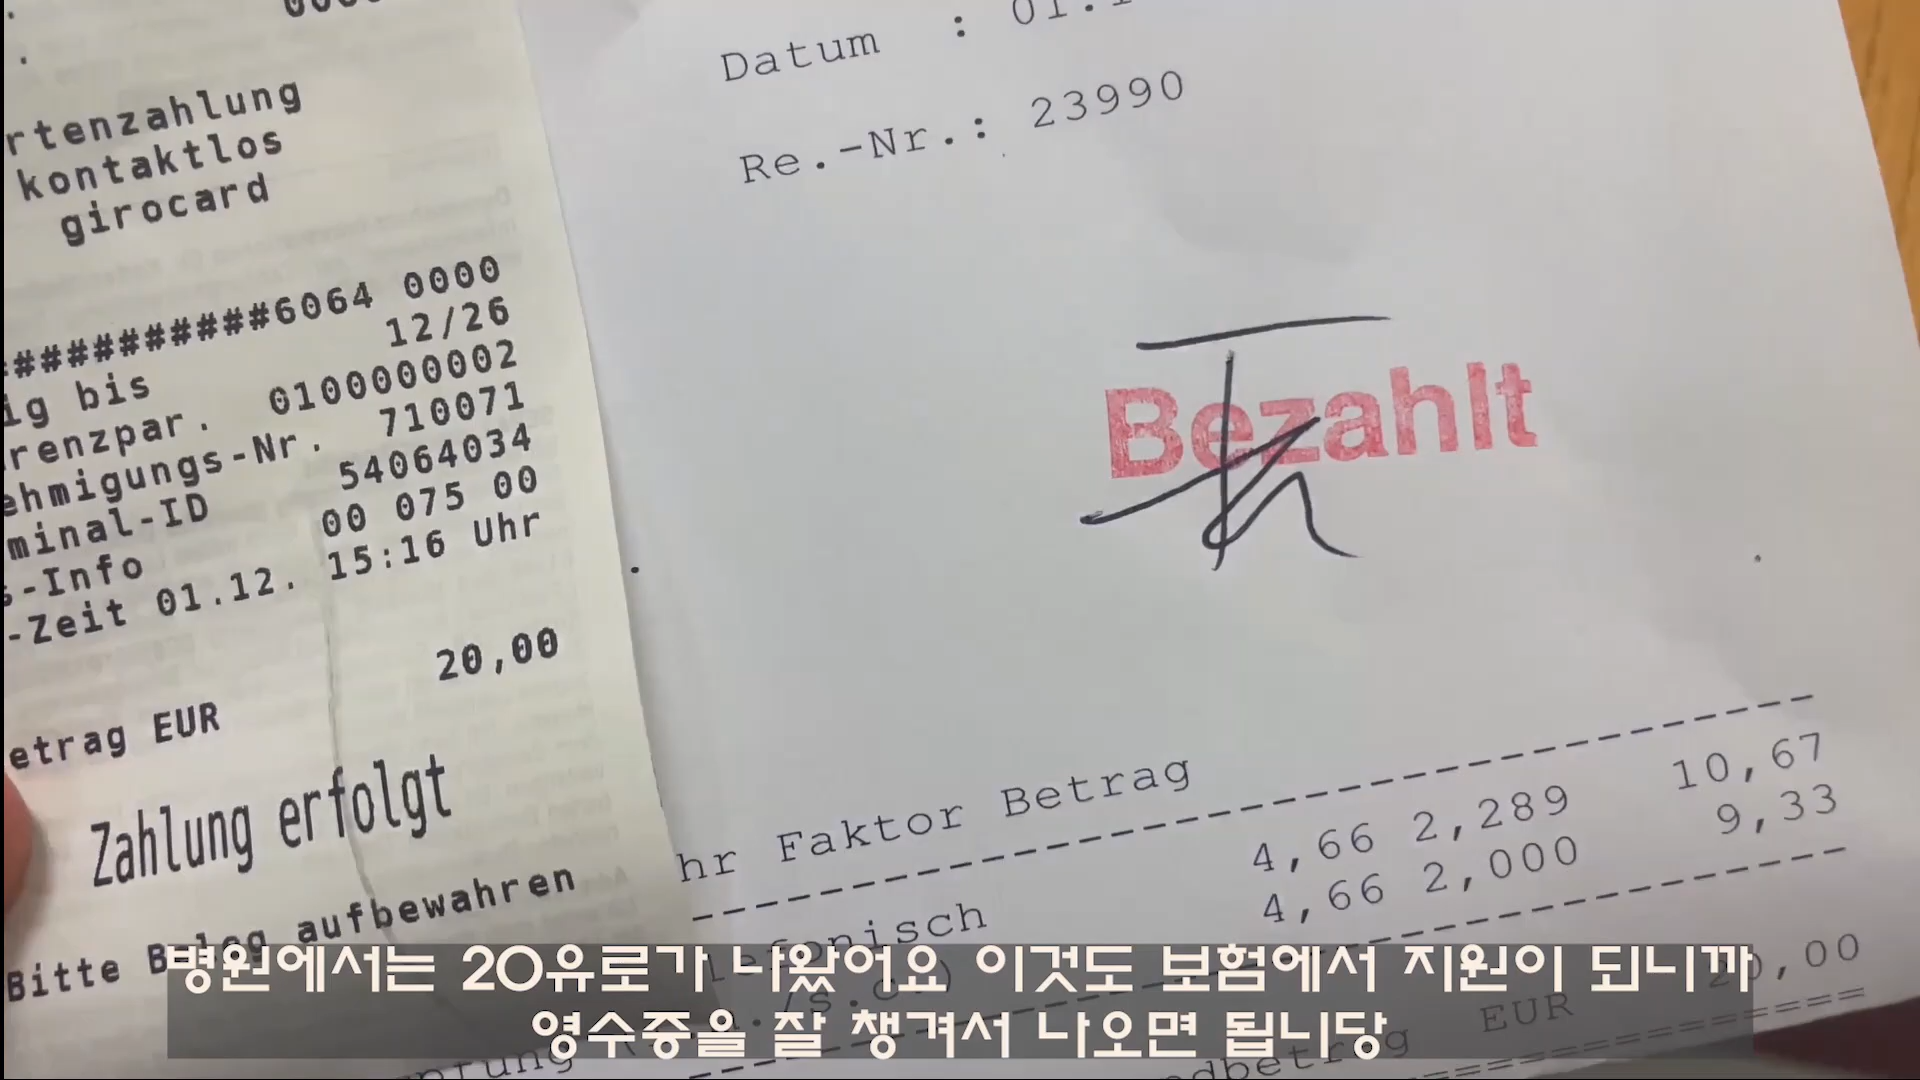 rtenzahlung
kontaktlos
girocard
###########6064 0000
ig bis 12/26
renzpar. 0100000002
ehmigungs-Nr. 710071
minal-ID 54064034
s-Info 00 075 00
-Zeit 01.12. 15:16 Uhr
etrag EUR 20,00
Zahlung erfolgt
Bitte Beleg aufbewahren
Datum :
Re.-Nr.: 23990
Bezahlt
hr Faktor Betrag
4,66 2,289 10,67
lefonisch 4,66 2,000 9,33
EUR 20,00
병원에서는 20유로가 나왔어요 이것도 보험에서 지원이 되니까
영수증을 잘 챙겨서 나오면 됩니당